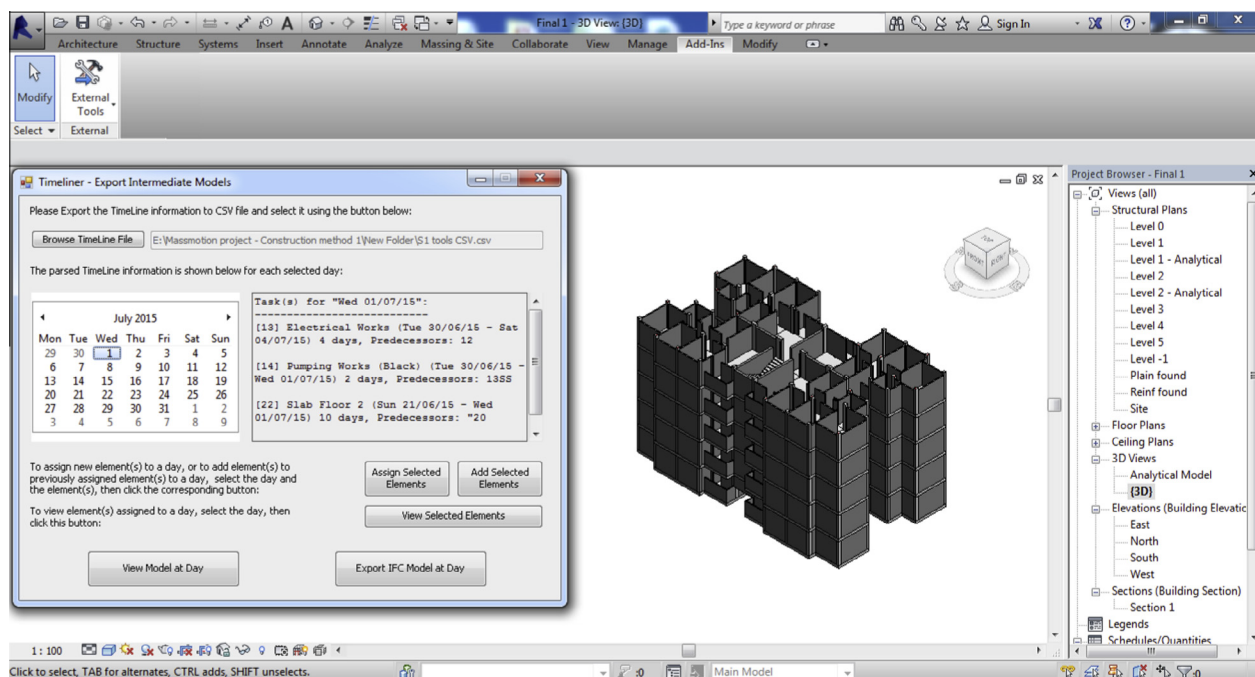 Final 1 - 3D View: {3D}
Type a keyword or phrase
Sign In
Architecture Structure Systems Insert Annotate Analyze Massing & Site Collaborate View Manage Add-Ins Modify
Modify
External Tools
Select
External
Timeliner - Export Intermediate Models
Please Export the TimeLine information to CSV file and select it using the button below:
Browse TimeLine File
E:\Massmotion project - Construction method 1\New Folder\S1 tools CSV.csv
The parsed TimeLine information is shown below for each selected day:
July 2015
Mon Tue Wed Thu Fri Sat Sun
29 30 1 2 3 4 5
6 7 8 9 10 11 12
13 14 15 16 17 18 19
20 21 22 23 24 25 26
27 28 29 30 31 1 2
3 4 5 6 7 8 9
Task(s) for "Wed 01/07/15":
---------------------------
[13] Electrical Works (Tue 30/06/15 - Sat
04/07/15) 4 days, Predecessors: 12
[14] Pumping Works (Black) (Tue 30/06/15 -
Wed 01/07/15) 2 days, Predecessors: 13SS
[22] Slab Floor 2 (Sun 21/06/15 - Wed
01/07/15) 10 days, Predecessors: "20
To assign new element(s) to a day, or to add element(s) to
previously assigned element(s) to a day, select the day and
the element(s), then click the corresponding button:
Assign Selected
Elements
Add Selected
Elements
To view element(s) assigned to a day, select the day, then
click this button:
View Selected Elements
View Model at Day
Export IFC Model at Day
TOP
FRONT
RIGHT
Project Browser - Final 1
Views (all)
Structural Plans
Level 0
Level 1
Level 1 - Analytical
Level 2
Level 2 - Analytical
Level 3
Level 4
Level 5
Level -1
Plain found
Reinf found
Site
Floor Plans
Ceiling Plans
3D Views
Analytical Model
{3D}
Elevations (Building Elevatic
East
North
South
West
Sections (Building Section)
Section 1
Legends
Schedules/Quantities
1 : 100
Click to select, TAB for alternates, CTRL adds, SHIFT unselects.
:0
Main Model
:0